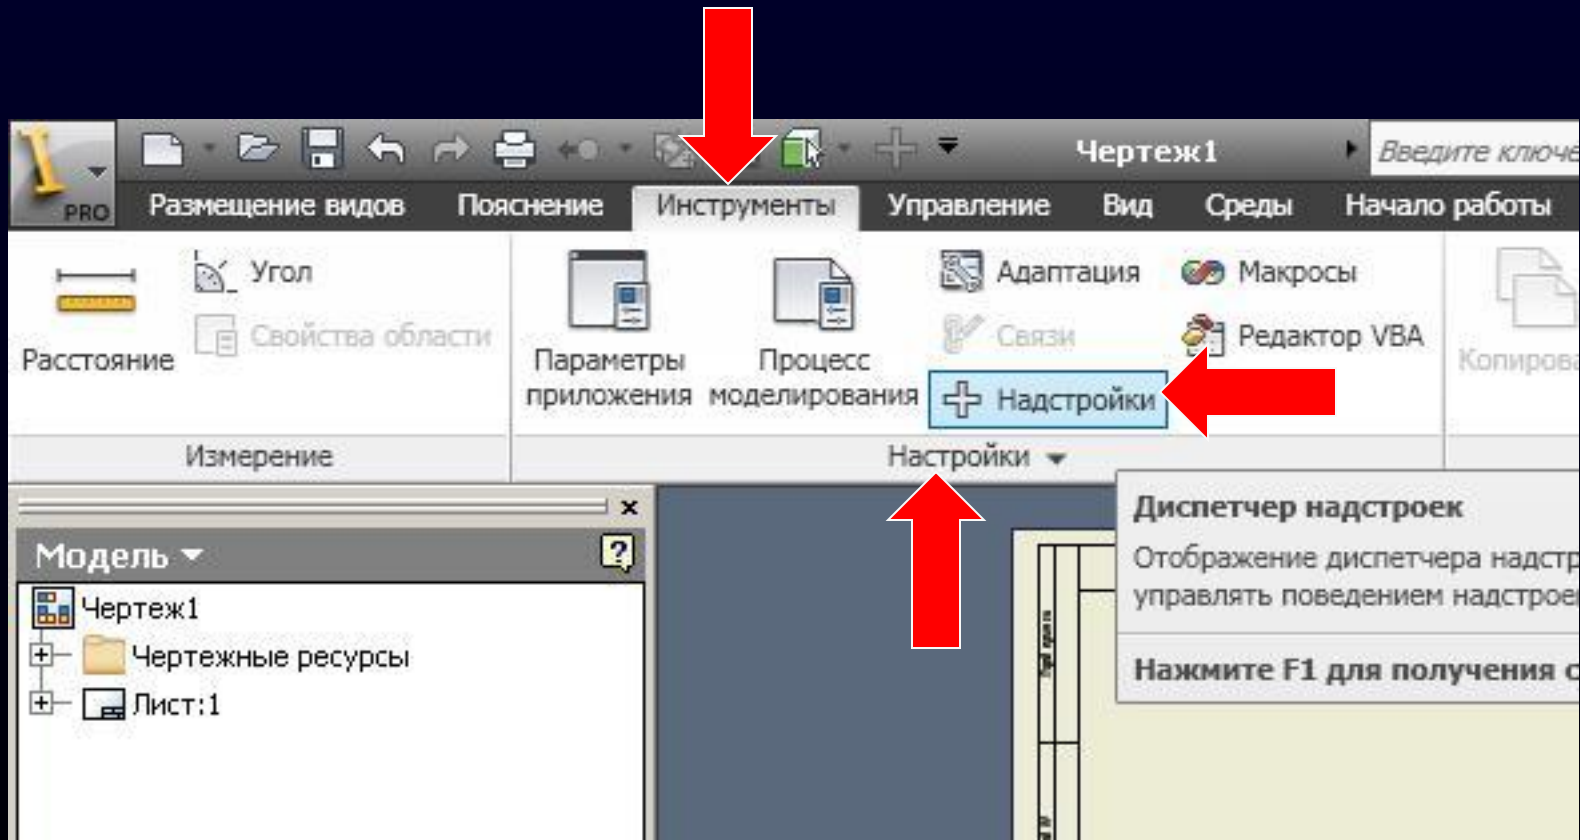 Чертеж1
Введите ключе
PRO
Размещение видов Пояснение Инструменты Управление Вид Среды Начало работы
Расстояние
Угол
Свойства области
Измерение
Параметры
приложения
Процесс
моделирования
Адаптация
Связи
Надстройки
Макросы
Редактор VBA
Настройки
Копирова
Диспетчер надстроек
Отображение диспетчера надстр
управлять поведением надстрое
Нажмите F1 для получения с
Модель
Чертеж1
Чертежные ресурсы
Лист:1